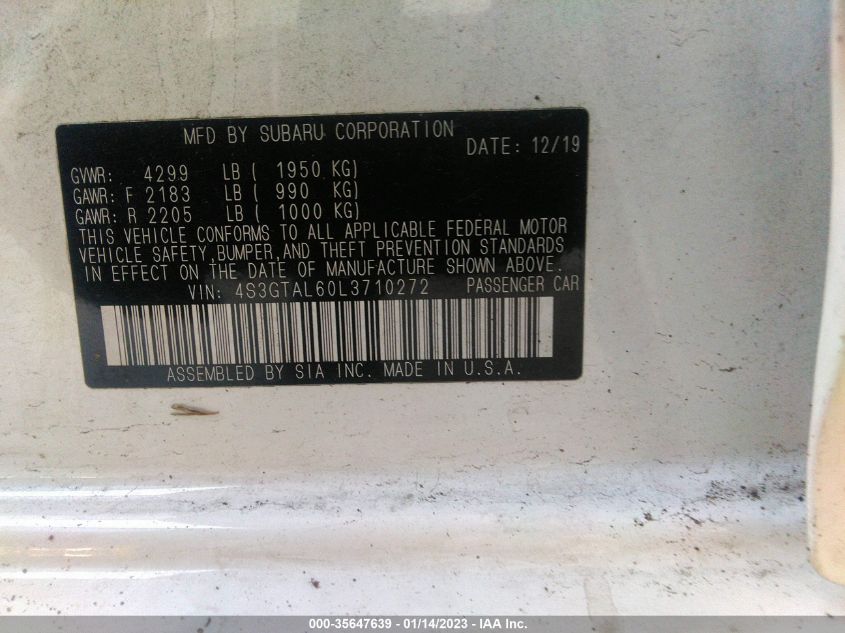 MFD BY SUBARU CORPORATION
DATE: 12/19
GVWR: 4299 LB ( 1950 KG)
GAWR: F 2183 LB ( 990 KG)
GAWR: R 2205 LB ( 1000 KG)
THIS VEHICLE CONFORMS TO ALL APPLICABLE FEDERAL MOTOR
VEHICLE SAFETY,BUMPER,AND THEFT PREVENTION STANDARDS
IN EFFECT ON THE DATE OF MANUFACTURE SHOWN ABOVE.
VIN: 4S3GTAL60L3710272 PASSENGER CAR
ASSEMBLED BY SIA INC. MADE IN U.S.A.
000-35647639 - 01/14/2023 - IAA Inc.